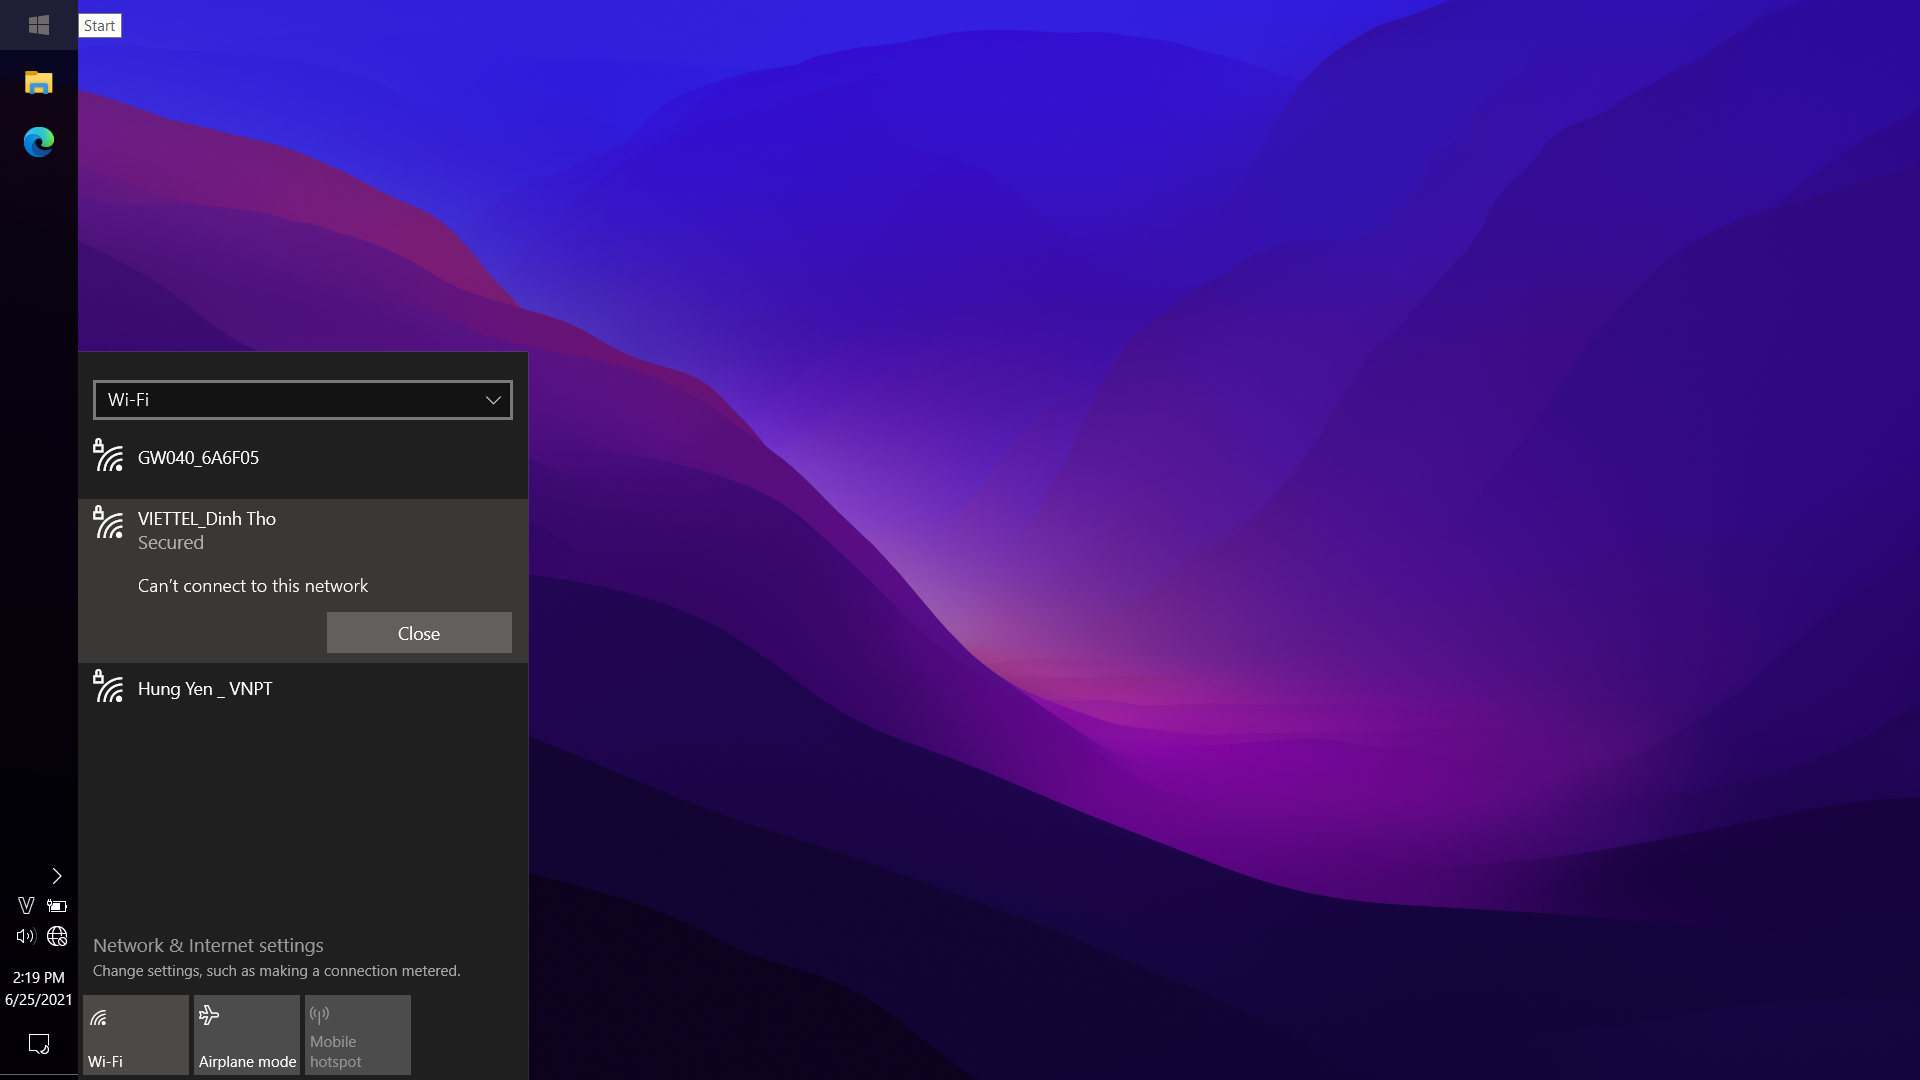 Start
Wi-Fi
GW040_6A6F05
VIETTEL_Dinh Tho
Secured
Can't connect to this network
Close
Hung Yen _ VNPT
Network & Internet settings
Change settings, such as making a connection metered.
Wi-Fi
Airplane mode
Mobile
hotspot
V
2:19 PM
6/25/2021